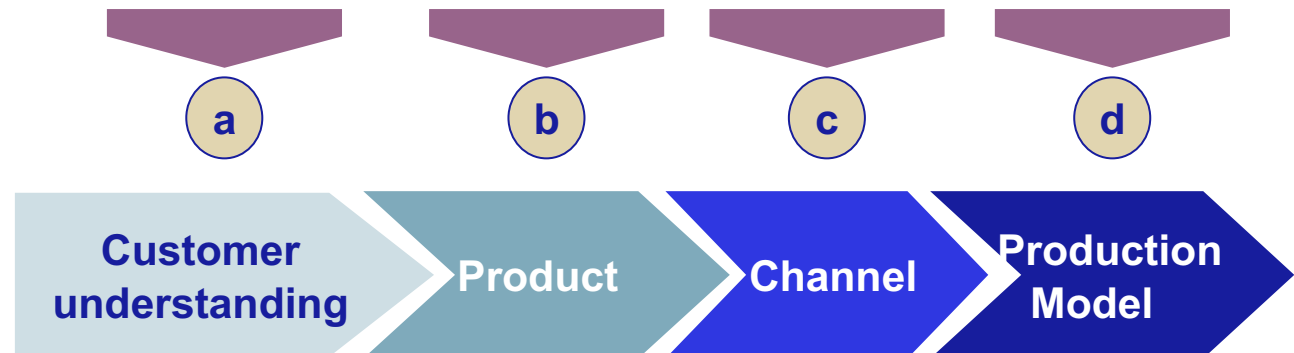 a
b
c
d
Customer
understanding
Product
Channel
Production
Model